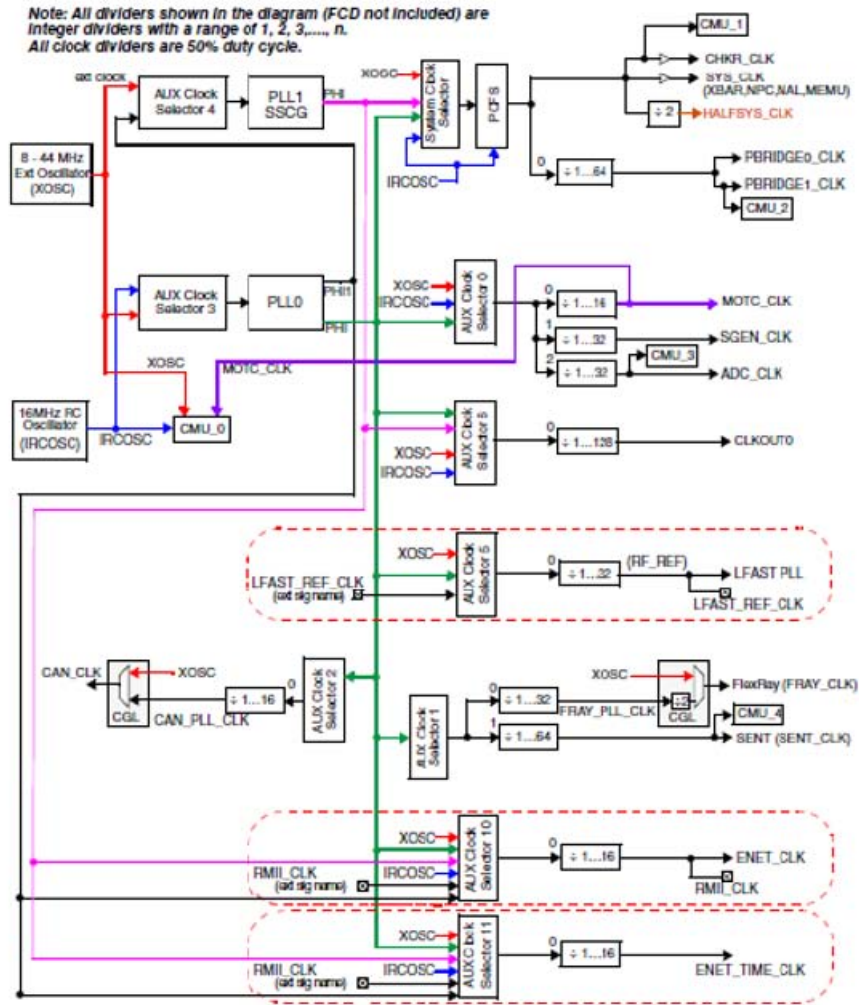 Note: All dividers shown in the diagram (FCD not included) are
integer dividers with a range of 1, 2, 3,...., n.
All clock dividers are 50% duty cycle.
ext clock
AUX Clock
Selector 4
PLL1
SSCG
PHI
XOSC
System Clock
Selector
PCFS
IRCOSC
CMU_1
CHKR_CLK
SYS_CLK
(XBAR,NPC,NAL,MEMU)
÷ 2
HALFSYS_CLK
0
÷ 1...64
PBRIDGE0_CLK
PBRIDGE1_CLK
CMU_2
8 - 44 MHz
Ext Oscillator
(XOSC)
AUX Clock
Selector 3
PLL0
PHI1
PHI
XOSC
IRCOSC
AUX Clock
Selector 0
0
÷ 1...16
MOTC_CLK
1
÷ 1...32
SGEN_CLK
CMU_3
2
÷ 1...32
ADC_CLK
XOSC
MOTC_CLK
16MHz RC
Oscillator
(IRCOSC)
IRCOSC
CMU_0
XOSC
IRCOSC
AUX Clock
0
÷ 1...128
CLKOUT0
XOSC
LFAST_REF_CLK
(ext sig name)
AUX Clock
Selector 5
0
(RF_REF)
LFAST PLL
LFAST_REF_CLK
CAN_CLK
XOSC
CGL
CAN_PLL_CLK
÷ 1...16
0
AUX Clock
Selector 2
AUX Clock
Selector 1
0
÷ 1...32
FRAY_PLL_CLK
XOSC
÷2
CGL
FlexRay (FRAY_CLK)
1
÷ 1...64
CMU_4
SENT (SENT_CLK)
XOSC
RMII_CLK
(ext sig name)
IRCOSC
AUX Clock
Selector 10
0
÷ 1...16
ENET_CLK
RMII_CLK
XOSC
RMII_CLK
(ext sig name)
IRCOSC
AUX Clock
Selector 11
0
÷ 1...16
ENET_TIME_CLK